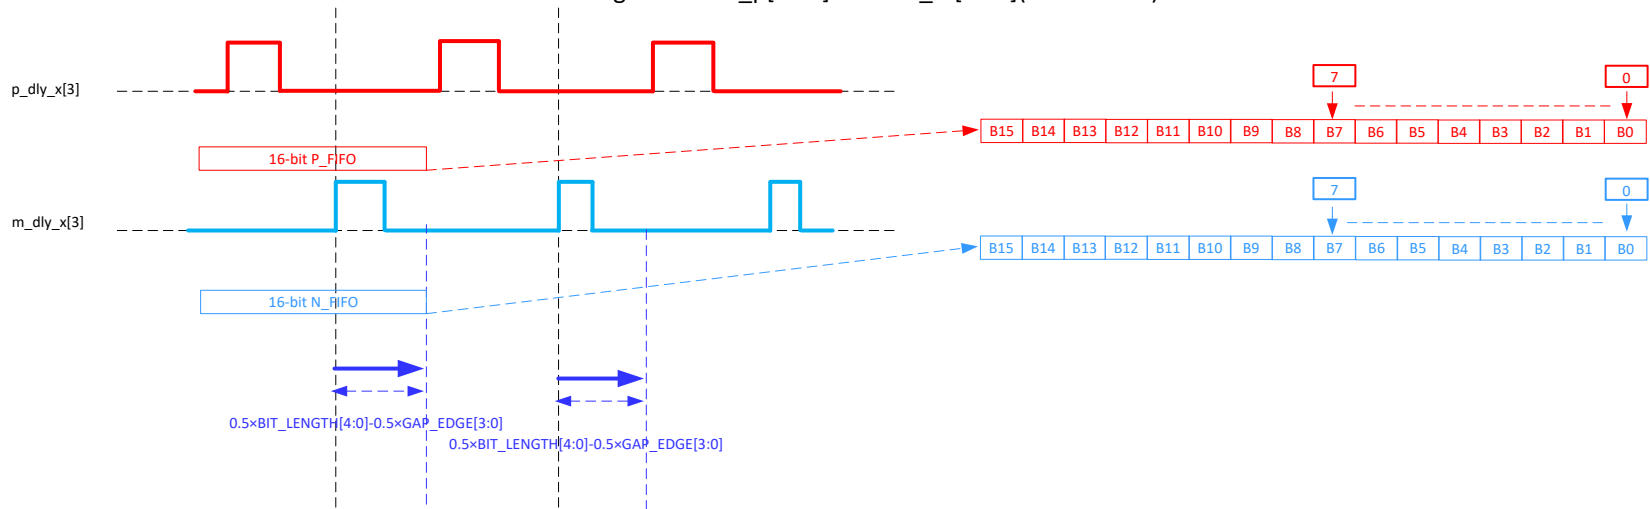 p_dly_x[3]
7 0
B15 B14 B13 B12 B11 B10 B9 B8 B7 B6 B5 B4 B3 B2 B1 B0
16-bit P_FIFO
m_dly_x[3]
7 0
B15 B14 B13 B12 B11 B10 B9 B8 B7 B6 B5 B4 B3 B2 B1 B0
16-bit N_FIFO
0.5×BIT_LENGTH[4:0]-0.5×GAP_EDGE[3:0]
0.5×BIT_LENGTH[4:0]-0.5×GAP_EDGE[3:0]